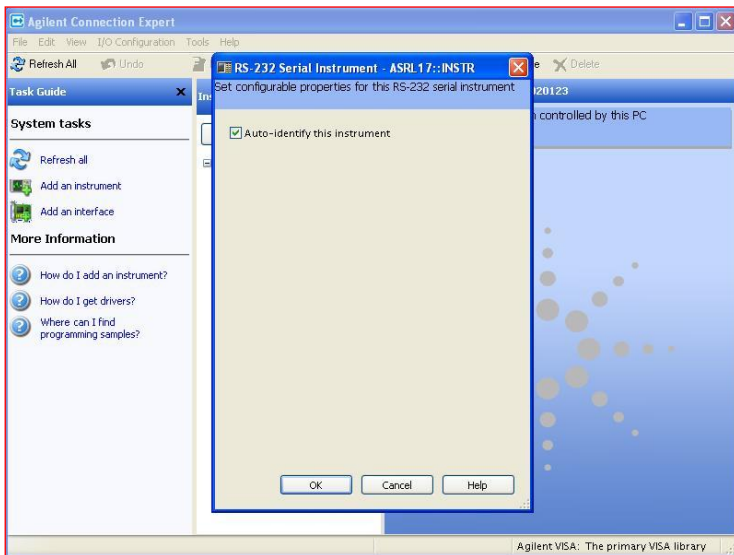 Agilent Connection Expert
File Edit View I/O Configuration Tools Help
Refresh All Undo Delete
Task Guide
System tasks
Refresh all
Add an instrument
Add an interface
More Information
How do I add an instrument?
How do I get drivers?
Where can I find
programming samples?
RS-232 Serial Instrument - ASRL17::INSTR
Set configurable properties for this RS-232 serial instrument
Auto-identify this instrument
OK Cancel Help
20123
controlled by this PC
Agilent VISA: The primary VISA library